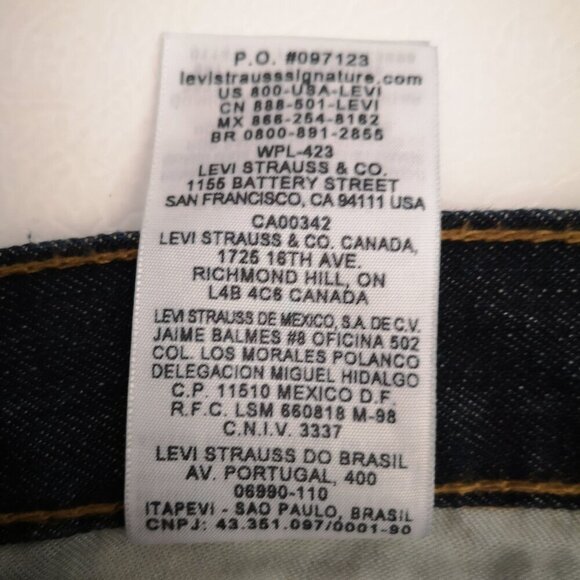 P.O. #097123
levistrausssignature.com
US 800-USA-LEVI
CN 888-501-LEVI
MX 866-254-8162
BR 0800-891-2855
WPL-423
LEVI STRAUSS & CO.
1155 BATTERY STREET
SAN FRANCISCO, CA 94111 USA
CA00342
LEVI STRAUSS & CO. CANADA,
1725 16TH AVE.
RICHMOND HILL, ON
L4B 4C6 CANADA
LEVI STRAUSS DE MEXICO, S.A. DE C.V.
JAIME BALMES #8 OFICINA 502
COL. LOS MORALES POLANCO
DELEGACION MIGUEL HIDALGO
C.P. 11510 MEXICO D.F.
R.F.C. LSM 660818 M-98
C.N.I.V. 3337
LEVI STRAUSS DO BRASIL
AV. PORTUGAL, 400
06690-110
ITAPEVI - SAO PAULO, BRASIL
CNPJ: 43.351.097/0001-90